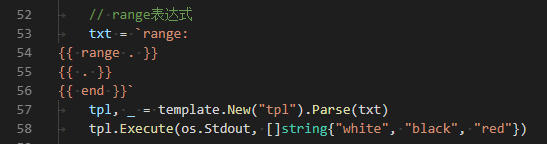 52 // range表达式
53 txt = `range:
54 {{ range . }}
55 {{ . }}
56 {{ end }}`
57 tpl, _ = template.New("tpl").Parse(txt)
58 tpl.Execute(os.Stdout, []string{"white", "black", "red"})